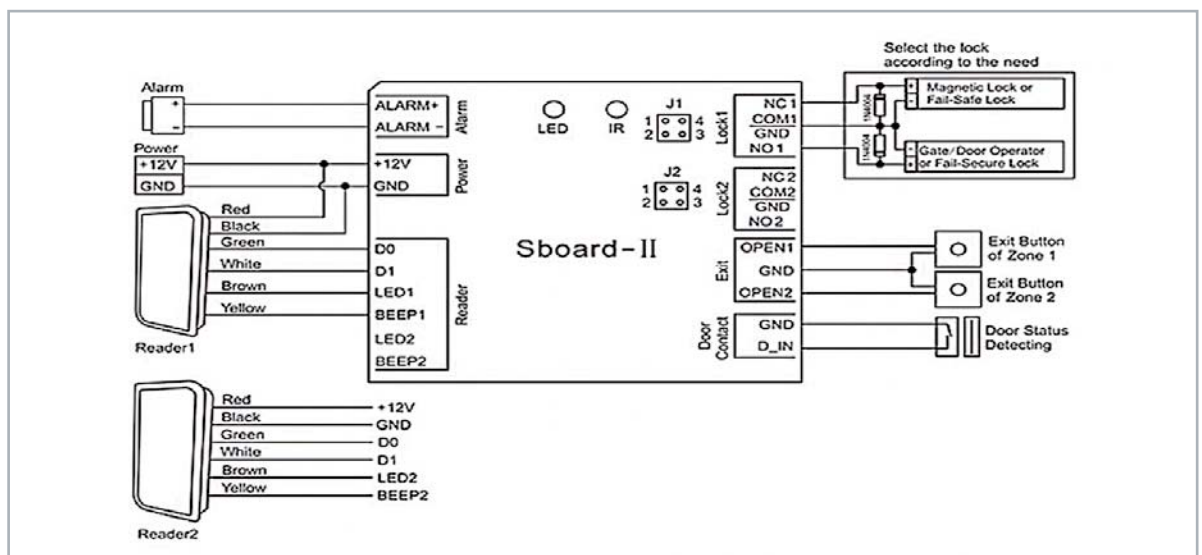 Select the lock
according to the need
Alarm
+
−
ALARM+
ALARM −
Alarm
Power
+12V
GND
+12V
GND
Power
LED
IR
J1
1 4
2 3
J2
1 4
2 3
Lock1
NC1
COM1
GND
NO1
1N4004
1N4004
+
−
Magnetic Lock or
Fail-Safe Lock
−
+
Gate/Door Operator
or Fail-Secure Lock
Lock2
NC2
COM2
GND
NO2
Sboard-II
Red
Black
Green
White
Brown
Yellow
Reader1
D0
D1
LED1
BEEP1
LED2
BEEP2
Reader
Exit
OPEN1
GND
OPEN2
Exit Button
of Zone 1
Exit Button
of Zone 2
Door
Contact
GND
D_IN
Door Status
Detecting
Red +12V
Black GND
Green D0
White D1
Brown LED2
Yellow BEEP2
Reader2